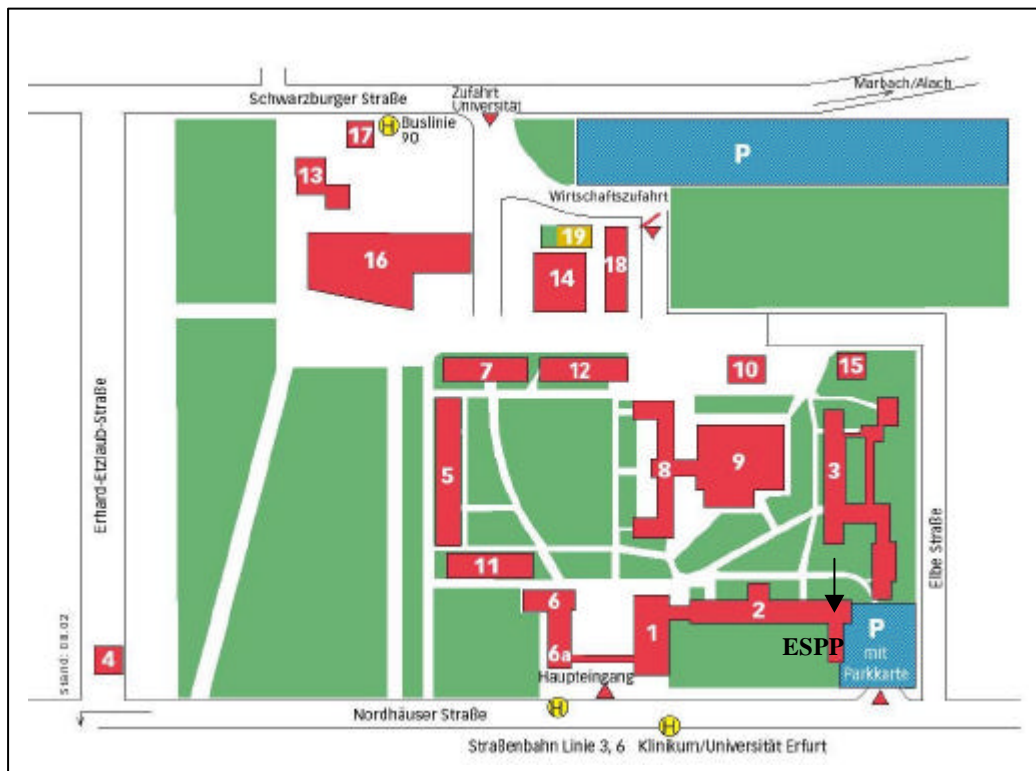 Marbach/Alach
Schwarzburger Straße
Zufahrt
Universität
Buslinie
90
H
17
P
13
Wirtschaftszufahrt
19
16
14
18
7
12
10
15
5
8
9
3
Erhard-Etzlaub-Straße
Elbe Straße
11
6
1
2
ESPP
P
mit
Parkkarte
6a
4
Stand: 08.02
Haupteingang
H
Nordhäuser Straße
H
Straßenbahn Linie 3, 6 Klinikum/Universität Erfurt